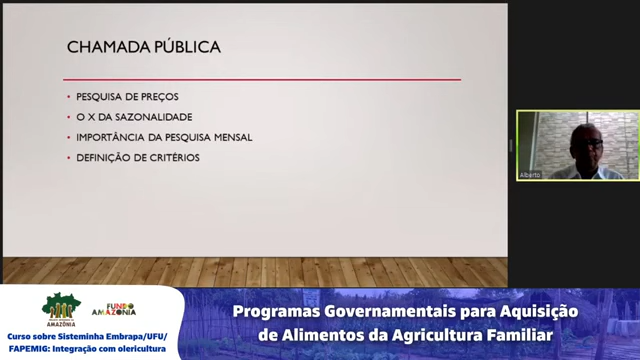 CHAMADA PÚBLICA
• PESQUISA DE PREÇOS
• O X DA SAZONALIDADE
• IMPORTÂNCIA DA PESQUISA MENSAL
• DEFINIÇÃO DE CRITÉRIOS
Alberto
AMAZÔNIA
FUNDO
AMAZONIA
Curso sobre Sisteminha Embrapa/UFU/
FAPEMIG: Integração com olericultura
Programas Governamentais para Aquisição
de Alimentos da Agricultura Familiar